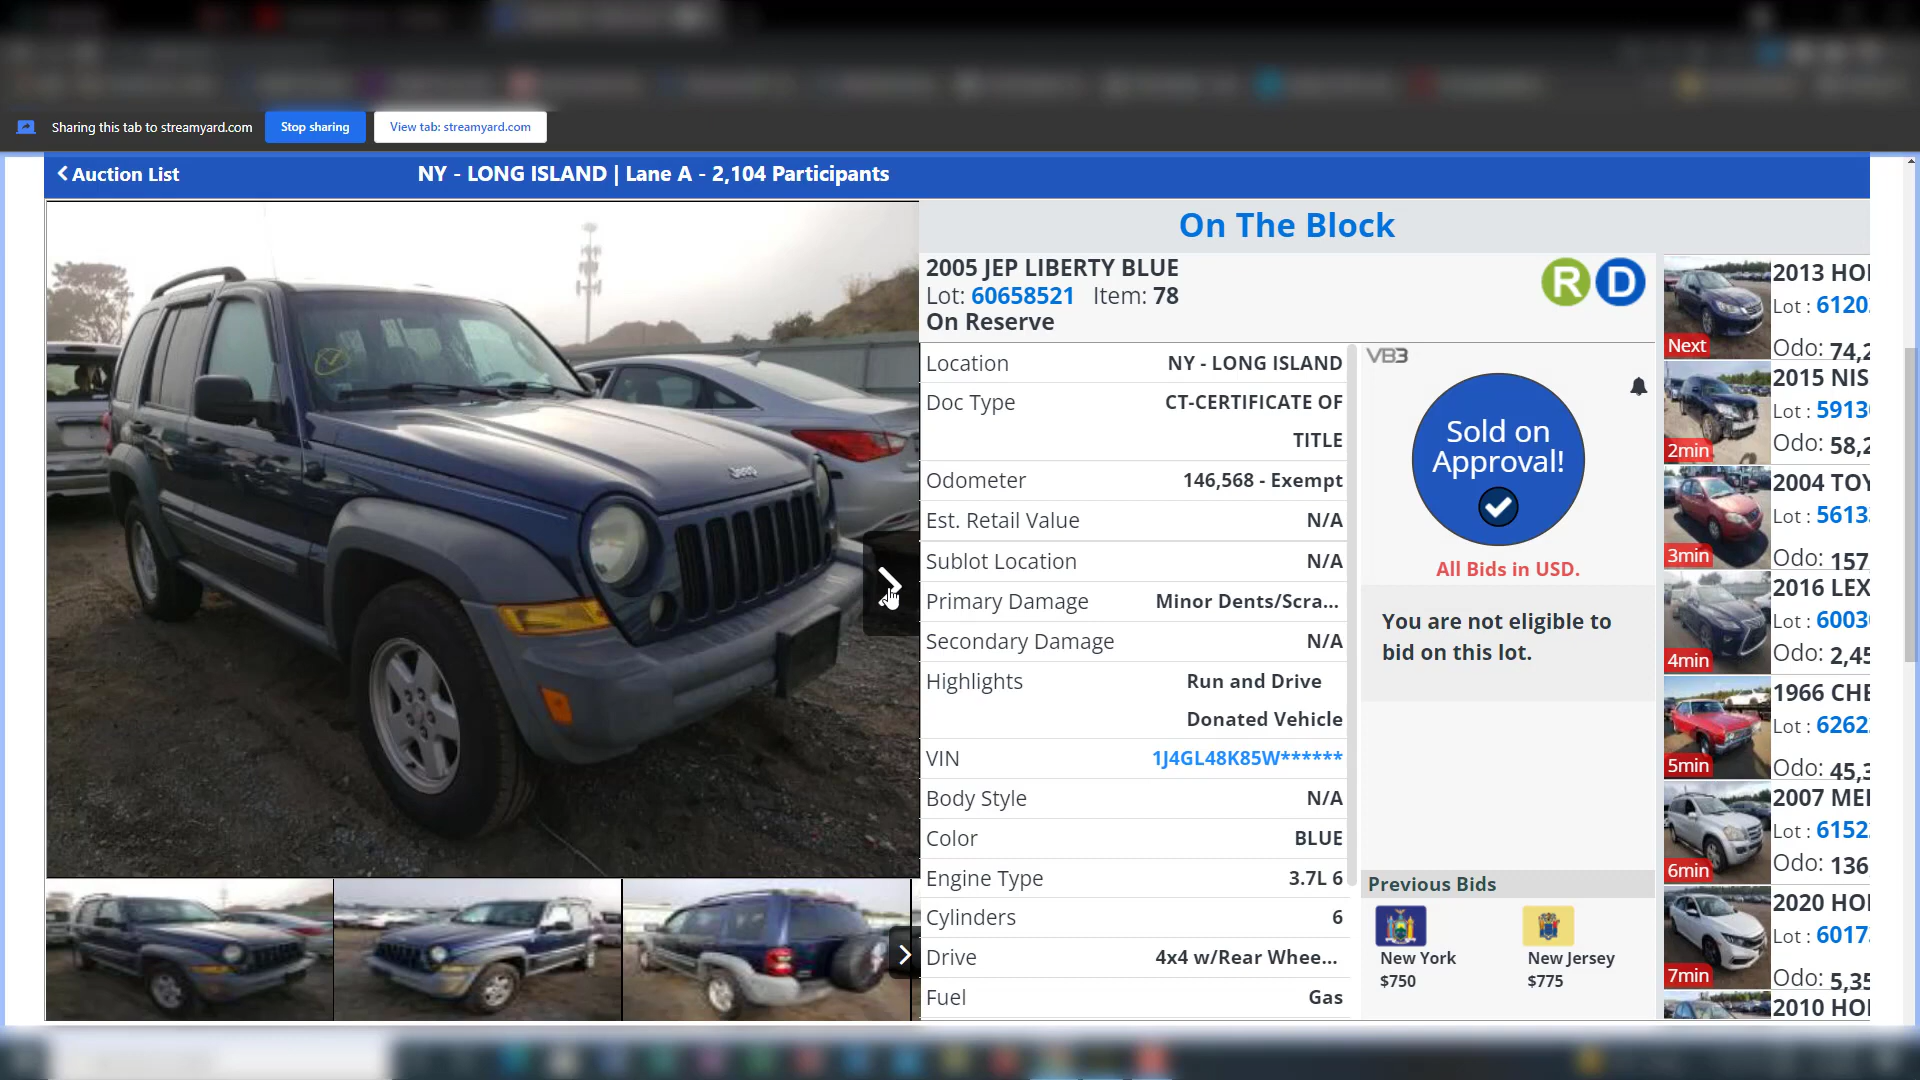 Sharing this tab to streamyard.com
Stop sharing
View tab: streamyard.com
Auction List
NY - LONG ISLAND | Lane A - 2,104 Participants
On The Block
2005 JEP LIBERTY BLUE
Lot: 60658521 Item: 78
On Reserve
R D
Location NY - LONG ISLAND
Doc Type CT-CERTIFICATE OF
TITLE
Odometer 146,568 - Exempt
Est. Retail Value N/A
Sublot Location N/A
Primary Damage Minor Dents/Scra...
Secondary Damage N/A
Highlights Run and Drive
Donated Vehicle
VIN 1J4GL48K85W******
Body Style N/A
Color BLUE
Engine Type 3.7L 6
Cylinders 6
Drive 4x4 w/Rear Whee...
Fuel Gas
VB3
Sold on
Approval!
All Bids in USD.
You are not eligible to
bid on this lot.
Previous Bids
New York
$750
New Jersey
$775
2013 HO
Lot : 6120
Odo: 74,2
Next
2015 NIS
Lot : 5913
Odo: 58,2
2min
2004 TOY
Lot : 5613
Odo: 157
3min
2016 LEX
Lot : 6003
Odo: 2,45
4min
1966 CHE
Lot : 6262
Odo: 45,3
5min
2007 MEI
Lot : 6152
Odo: 136
6min
2020 HO
Lot : 6017
Odo: 5,35
7min
2010 HO
Jeep